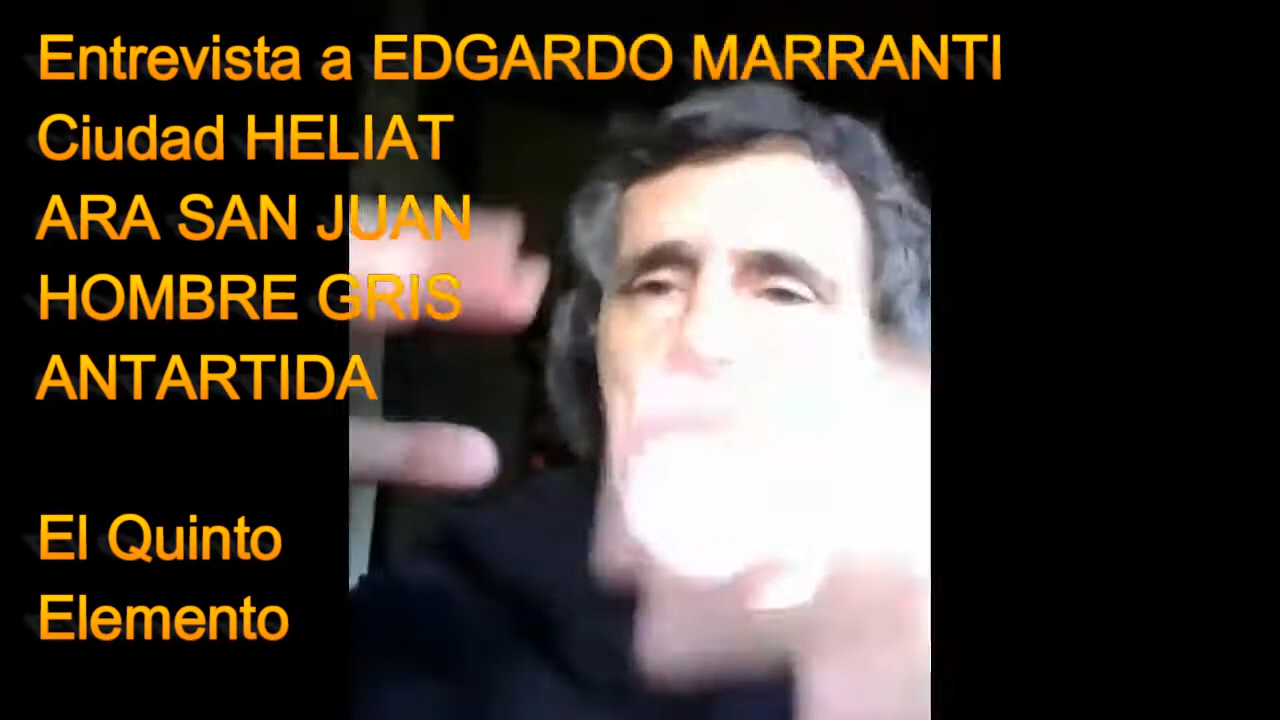 Entrevista a EDGARDO MARRANTI
Ciudad HELIAT
ARA SAN JUAN
HOMBRE GRIS
ANTARTIDA
El Quinto
Elemento